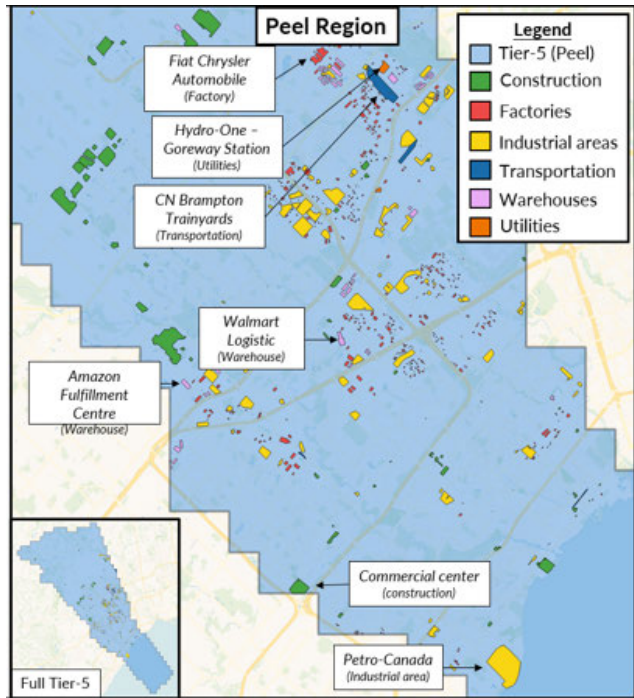 Peel Region
Legend
Tier-5 (Peel)
Construction
Factories
Industrial areas
Transportation
Warehouses
Utilities
Fiat Chrysler
Automobile
(Factory)
Hydro-One –
Goreway Station
(Utilities)
CN Brampton
Trainyards
(Transportation)
Walmart
Logistic
(Warehouse)
Amazon
Fulfillment
Centre
(Warehouse)
Commercial center
(construction)
Petro-Canada
(Industrial area)
Full Tier-5